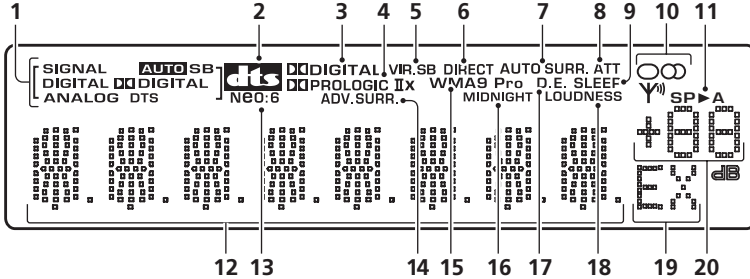 1 2 3 4 5 6 7 8 9 10 11
SIGNAL AUTO SB dts DIGITAL VIR.SB DIRECT AUTO SURR. ATT
DIGITAL DIGITAL PROLOGIC IIx WMA9 Pro D.E. SLEEP SP►A
ANALOG DTS Neo:6 ADV.SURR. MIDNIGHT LOUDNESS
EX dB
12 13 14 15 16 17 18 19 20